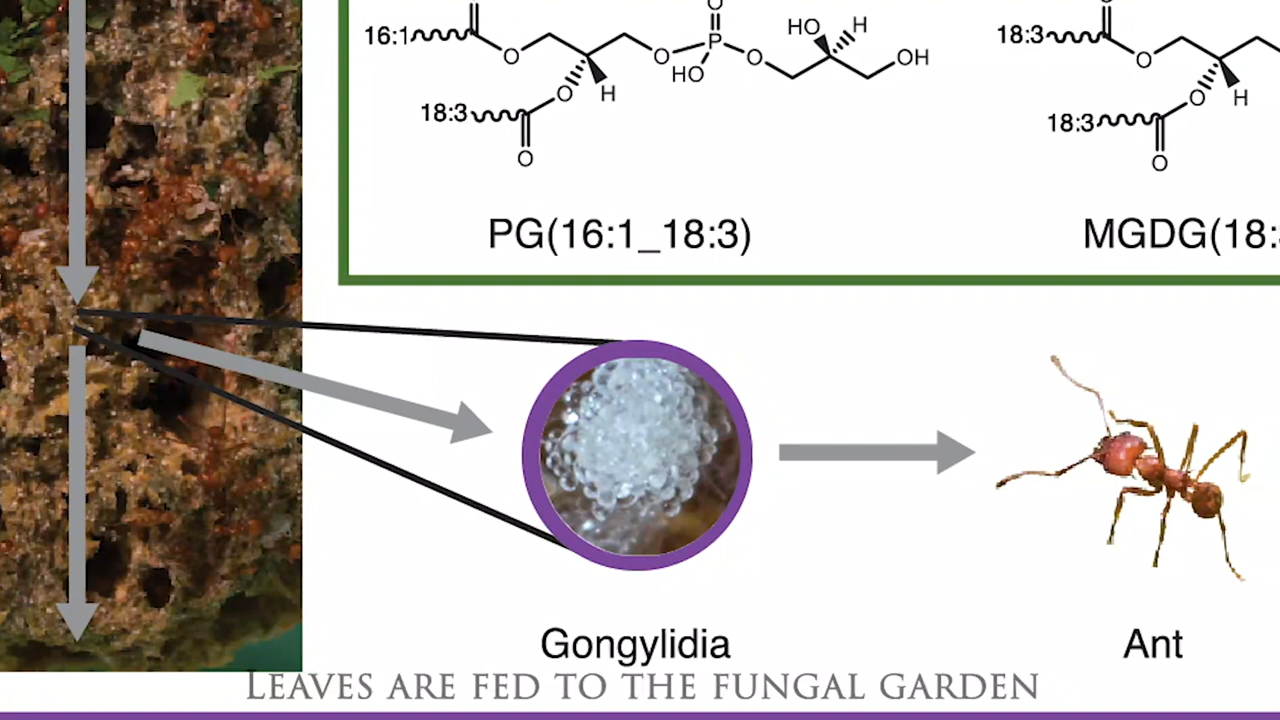 16:1
O
O
O
P
HO
O
HO
H
OH
18:3
O
H
O
PG(16:1_18:3)
18:3
O
O
O
H
18:3
O
MGDG(18:
Gongylidia
Ant
LEAVES ARE FED TO THE FUNGAL GARDEN